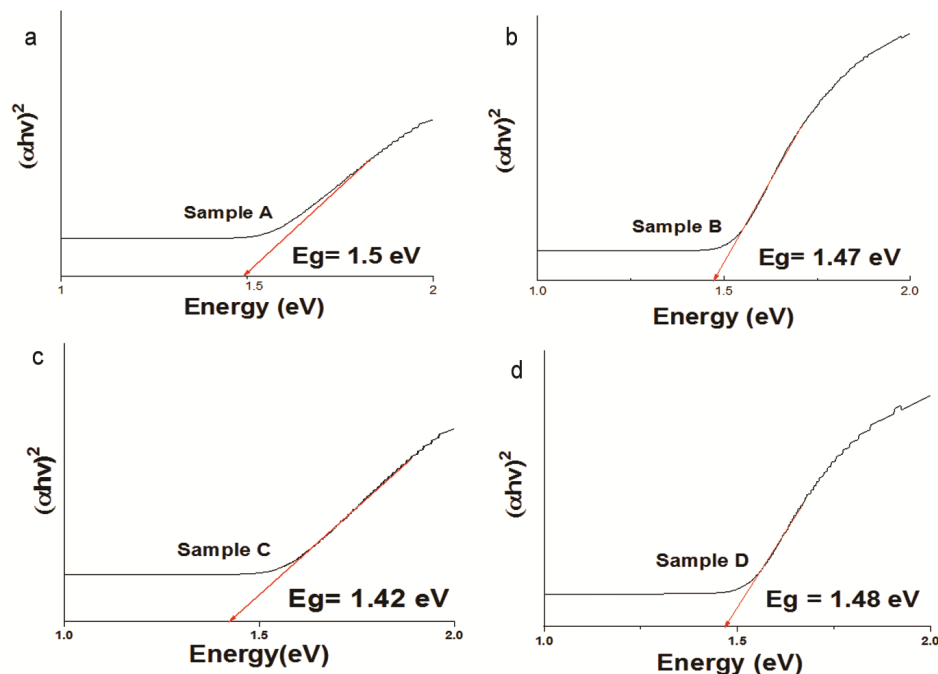 a
(αhν)²
Sample A
Eg= 1.5 eV
1
1.5
2
Energy (eV)
b
(αhν)²
Sample B
Eg= 1.47 eV
1.0
1.5
2.0
Energy (eV)
c
(αhν)²
Sample C
Eg= 1.42 eV
1.0
1.5
2.0
Energy(eV)
d
(αhν)²
Sample D
Eg = 1.48 eV
1.0
1.5
2.0
Energy (eV)